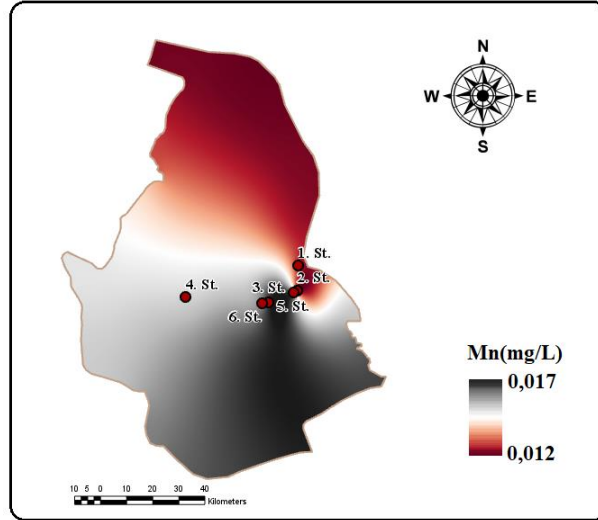 N
W E
S
1. St.
2. St.
3. St.
4. St.
5. St.
6. St.
Mn(mg/L)
0,017
0,012
10 5 0 10 20 30 40
Kilometers